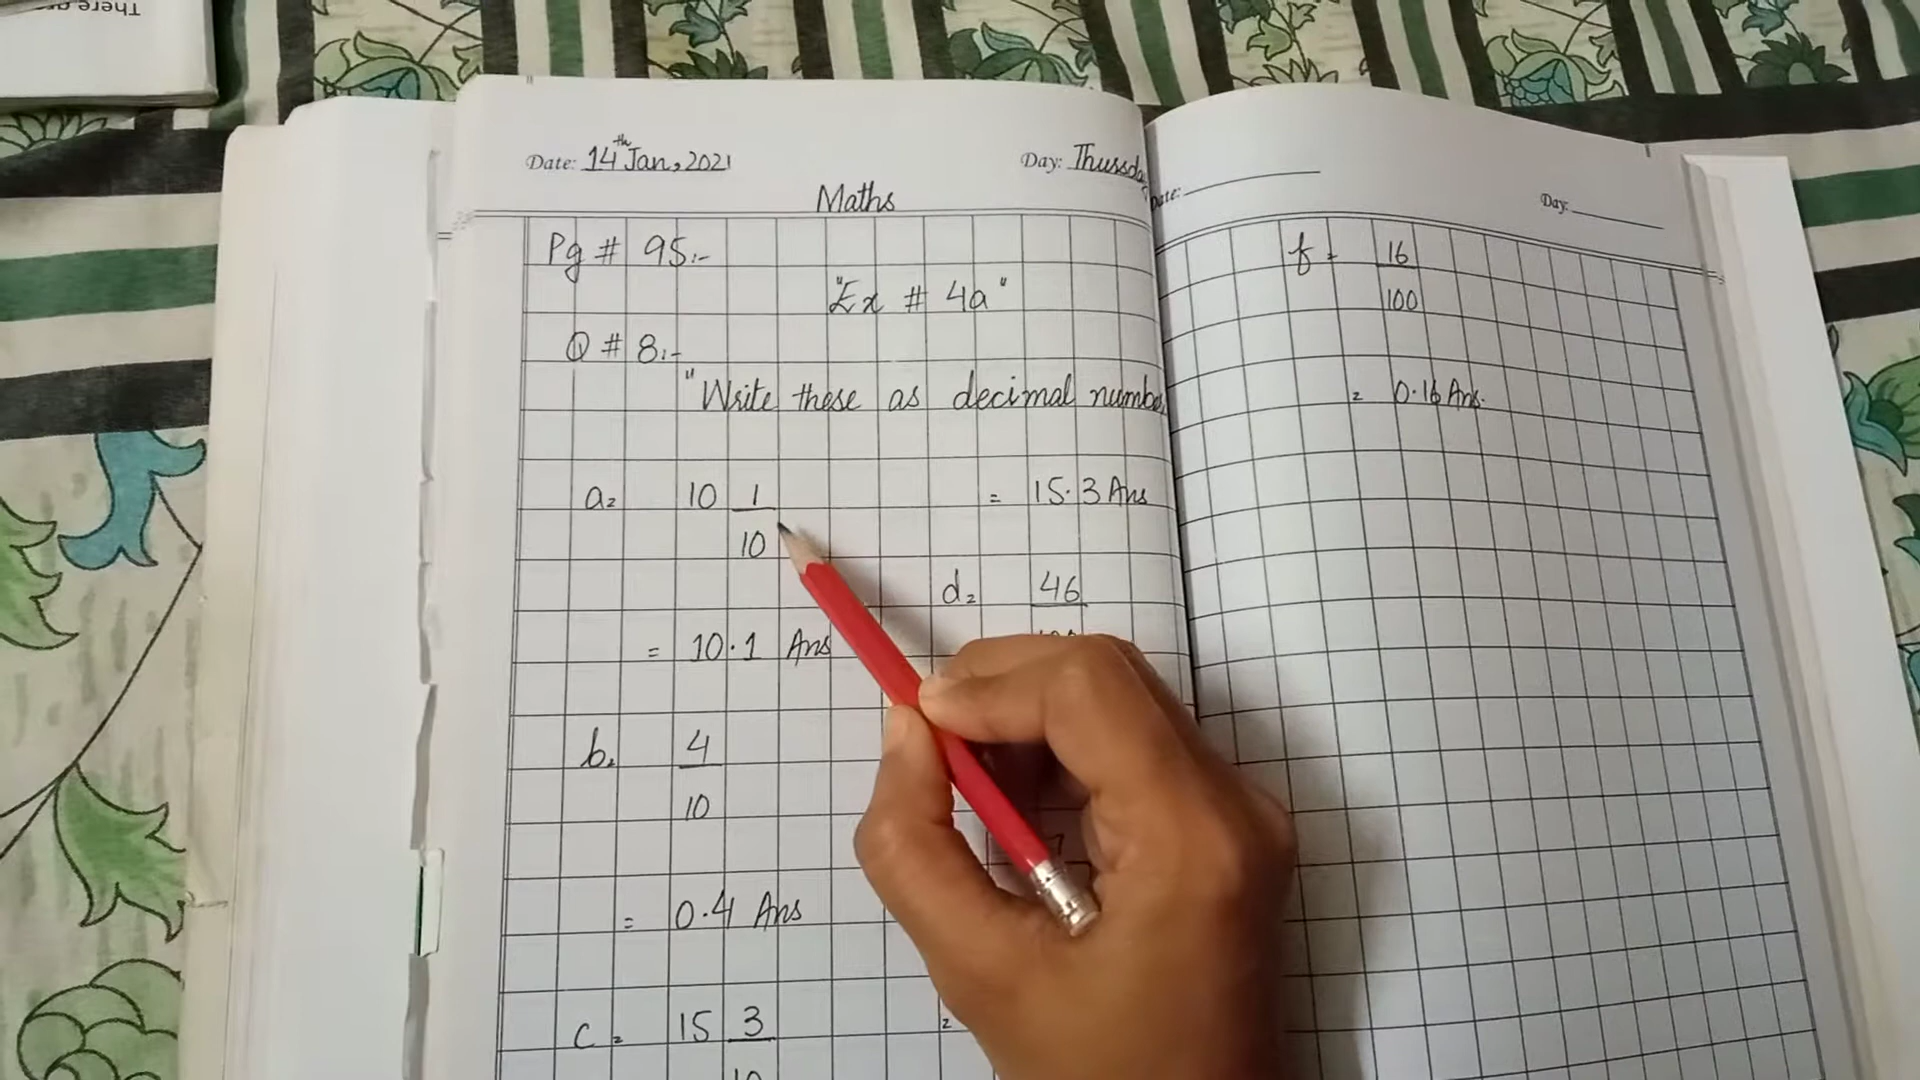 There
Date: 14th Jan, 2021
Day: Thursday
Maths
Pg # 95:-
"Ex # 4a"
Q # 8:-
"Write these as decimal number
a= 10 1
10
= 10.1 Ans
b= 4
10
= 0.4 Ans
c= 15 3
10
= 15.3 Ans
d= 46
Date:
Day:
f= 16
100
= 0.16 Ans.